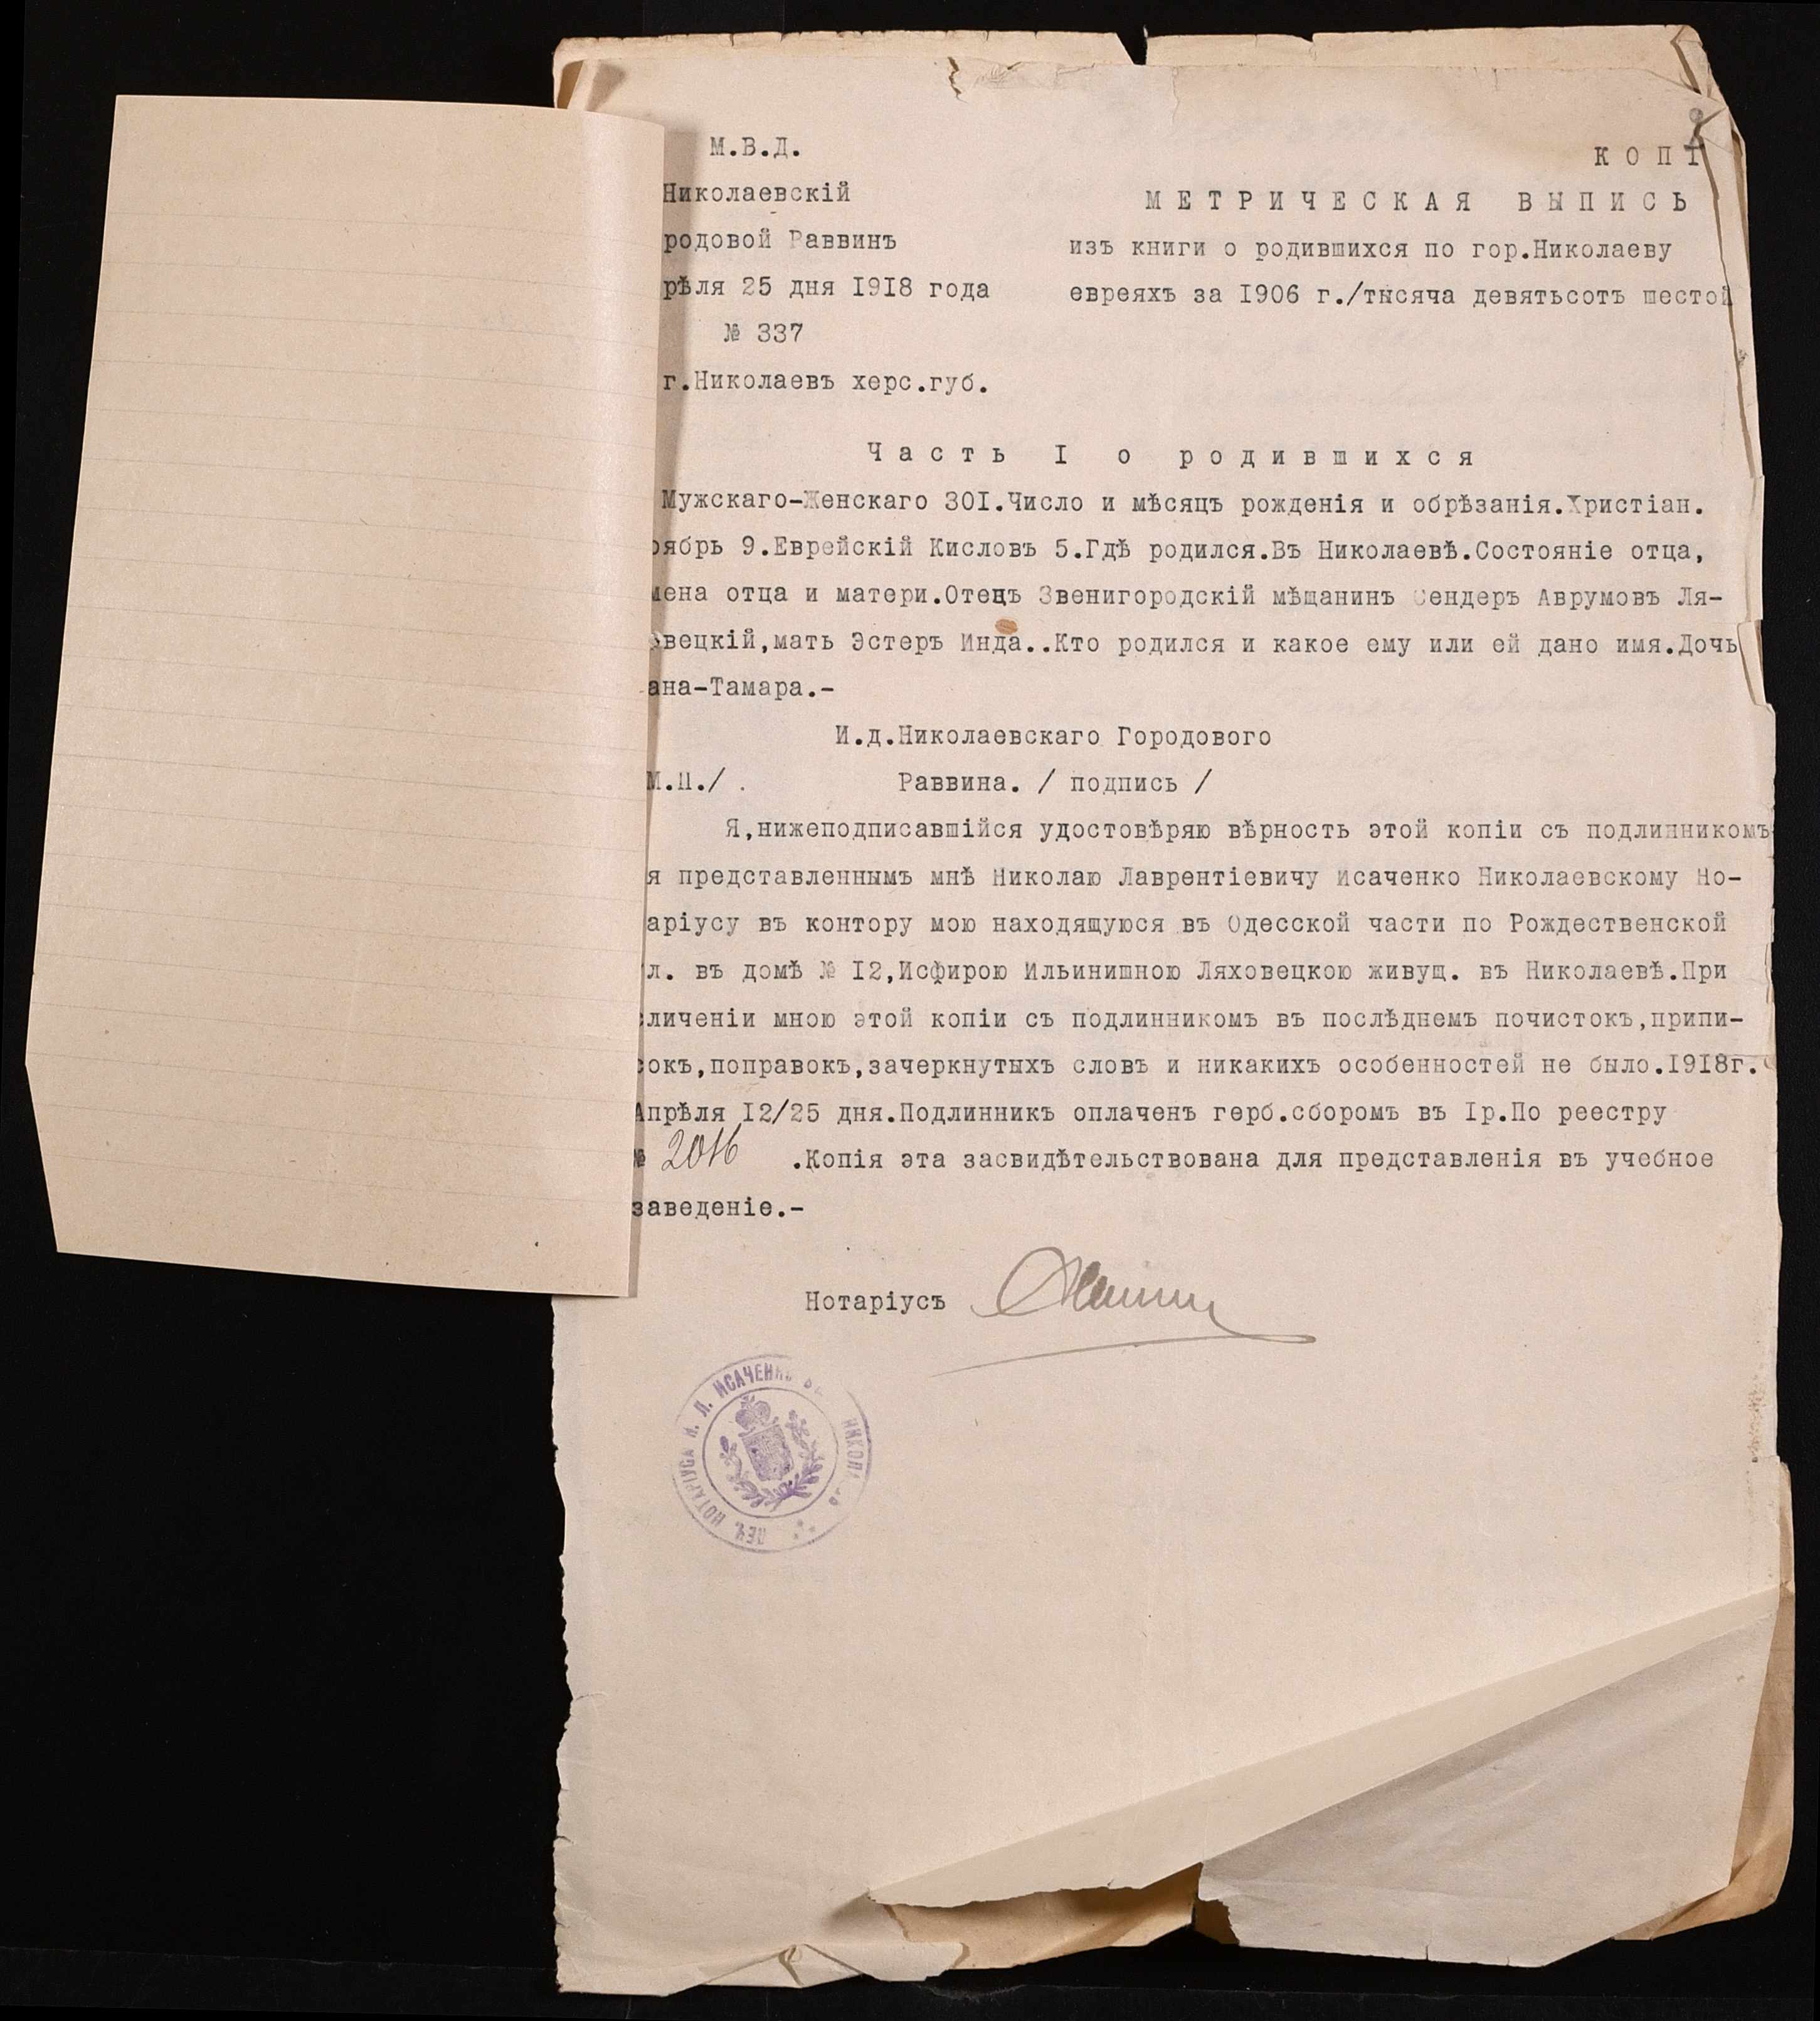 М.В.Д.
КОПІ
Николаевскій
МЕТРИЧЕСКАЯ ВЫПИСЬ
родовой Раввинъ
изъ книги о родившихся по гор.Николаеву
рѣля 25 дня 1918 года
евреяхъ за 1906 г./тысяча девятьсотъ шестой
№ 337
г.Николаевъ херс.губ.
Часть I о родившихся
Мужскаго-Женскаго 301.Число и мѣсяцъ рожденія и обрѣзанія.Христіан.
оябрь 9.Еврейскій Кисловъ 5.Гдѣ родился.Въ Николаевѣ.Состояніе отца,
мена отца и матери.Отецъ Звенигородскій мѣщанинъ Сендеръ Аврумовъ Ля-
овецкій,мать Эстеръ Инда..Кто родился и какое ему или ей дано имя.Дочь
ана-Тамара.-
И.д.Николаевскаго Городового
М.П./ .
Раввина. / подпись /
Я,нижеподписавшійся удостовѣряю вѣрность этой копіи съ подлинникомъ
я представленнымъ мнѣ Николаю Лаврентіевичу Исаченко Николаевскому Но-
аріусу въ контору мою находящуюся въ Одесской части по Рождественской
л. въ домѣ № 12,Исфирою Ильинишною Ляховецкою живущ. въ Николаевѣ.При
сличеніи мною этой копіи съ подлинникомъ въ послѣднемъ почистокъ,припи-
сокъ,поправокъ,зачеркнутыхъ словъ и никакихъ особенностей не было.1918г.
Апрѣля 12/25 дня.Подлинникъ оплаченъ герб.сборомъ въ 1р.По реестру
№ 2016 .Копія эта засвидѣтельствована для представленія въ учебное
заведеніе.-
Нотаріусъ
ПЕЧ. НОТАРІУСА Н. Л. ИСАЧЕНКО